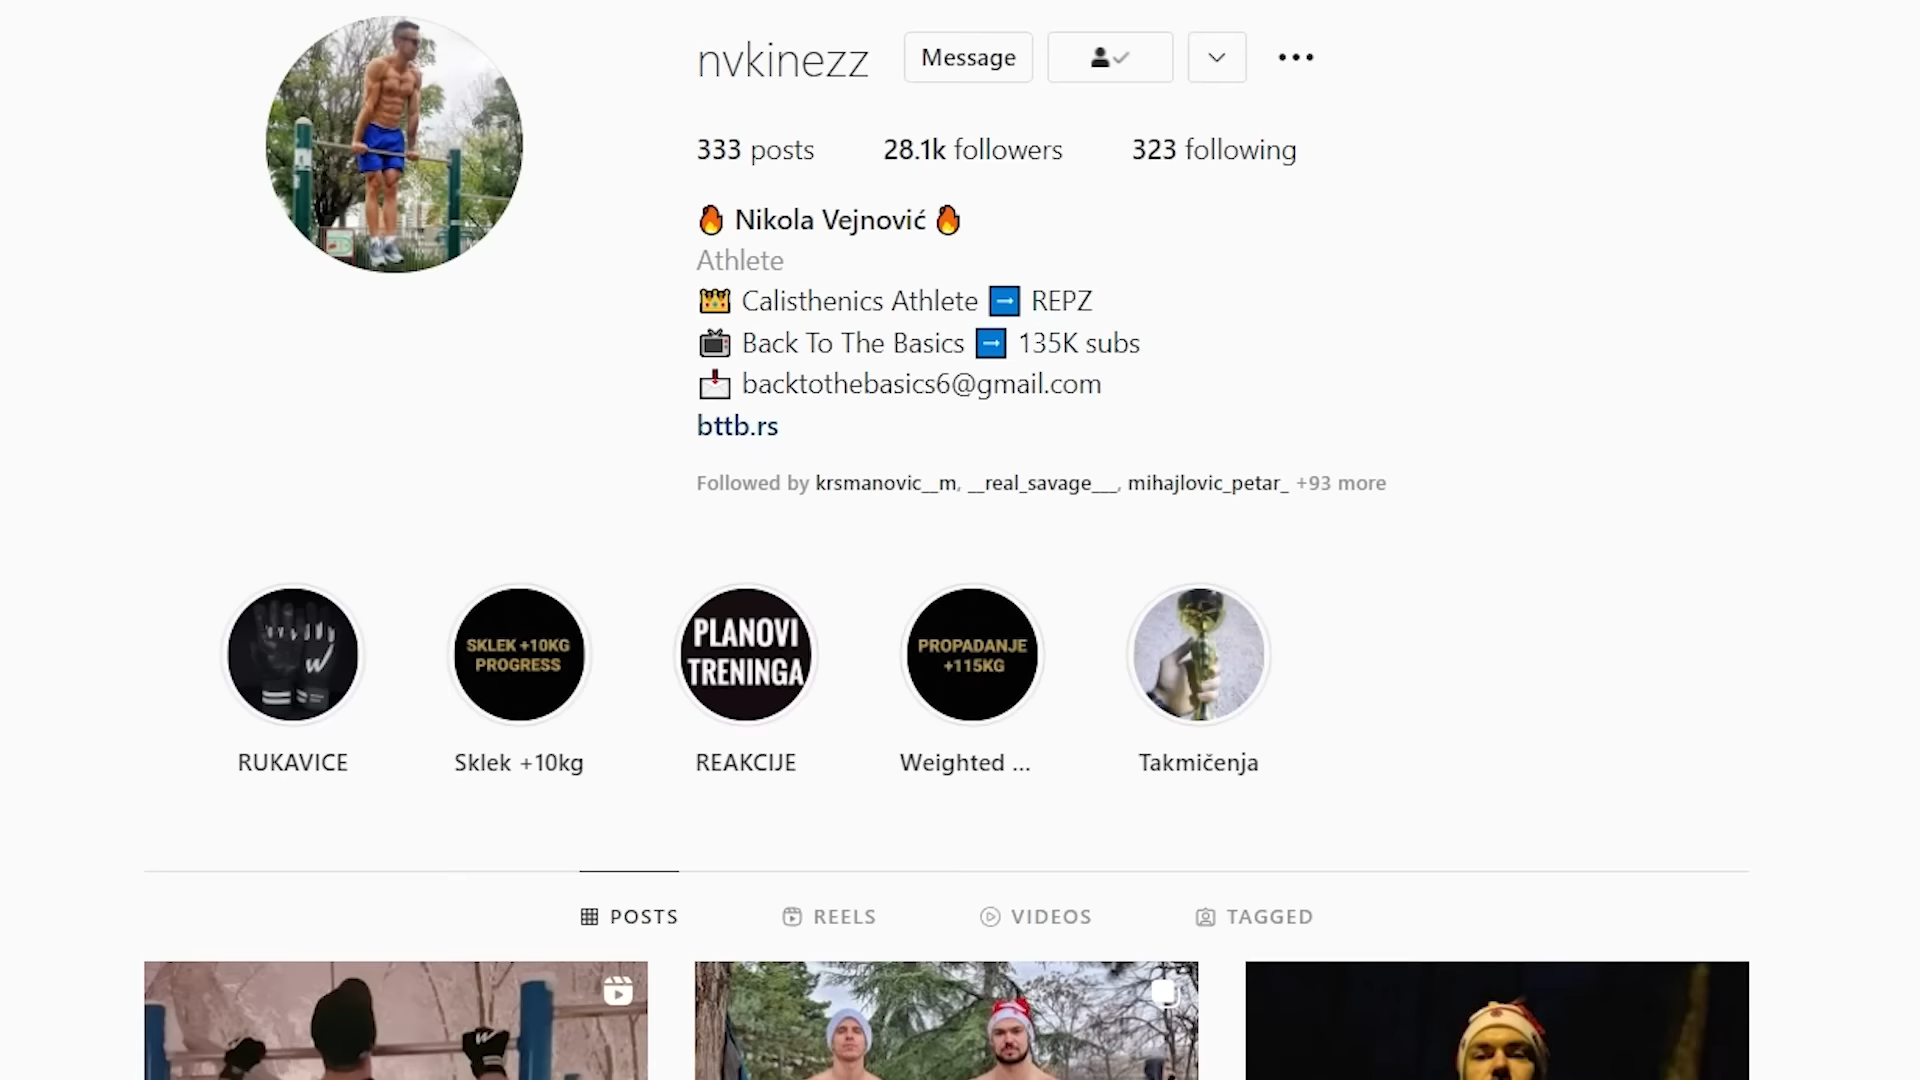 nvkinezz Message
333 posts 28.1k followers 323 following
🔥 Nikola Vejnović 🔥
Athlete
👑 Calisthenics Athlete ➡️ REPZ
📺 Back To The Basics ➡️ 135K subs
📩 backtothebasics6@gmail.com
bttb.rs
Followed by krsmanovic__m, __real_savage___, mihajlovic_petar_ +93 more
SKLEK +10KG
PROGRESS
PLANOVI
TRENINGA
PROPADANJE
+115KG
RUKAVICE Sklek +10kg REAKCIJE Weighted ... Takmičenja
POSTS REELS VIDEOS TAGGED